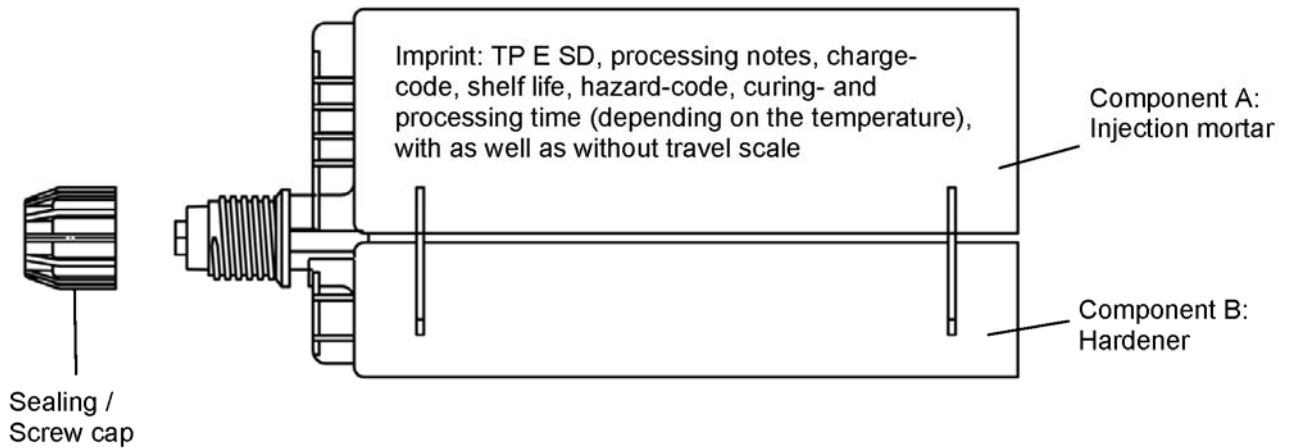 Imprint: TP E SD, processing notes, charge-
code, shelf life, hazard-code, curing- and
processing time (depending on the temperature),
with as well as without travel scale
Component A:
Injection mortar
Component B:
Hardener
Sealing /
Screw cap